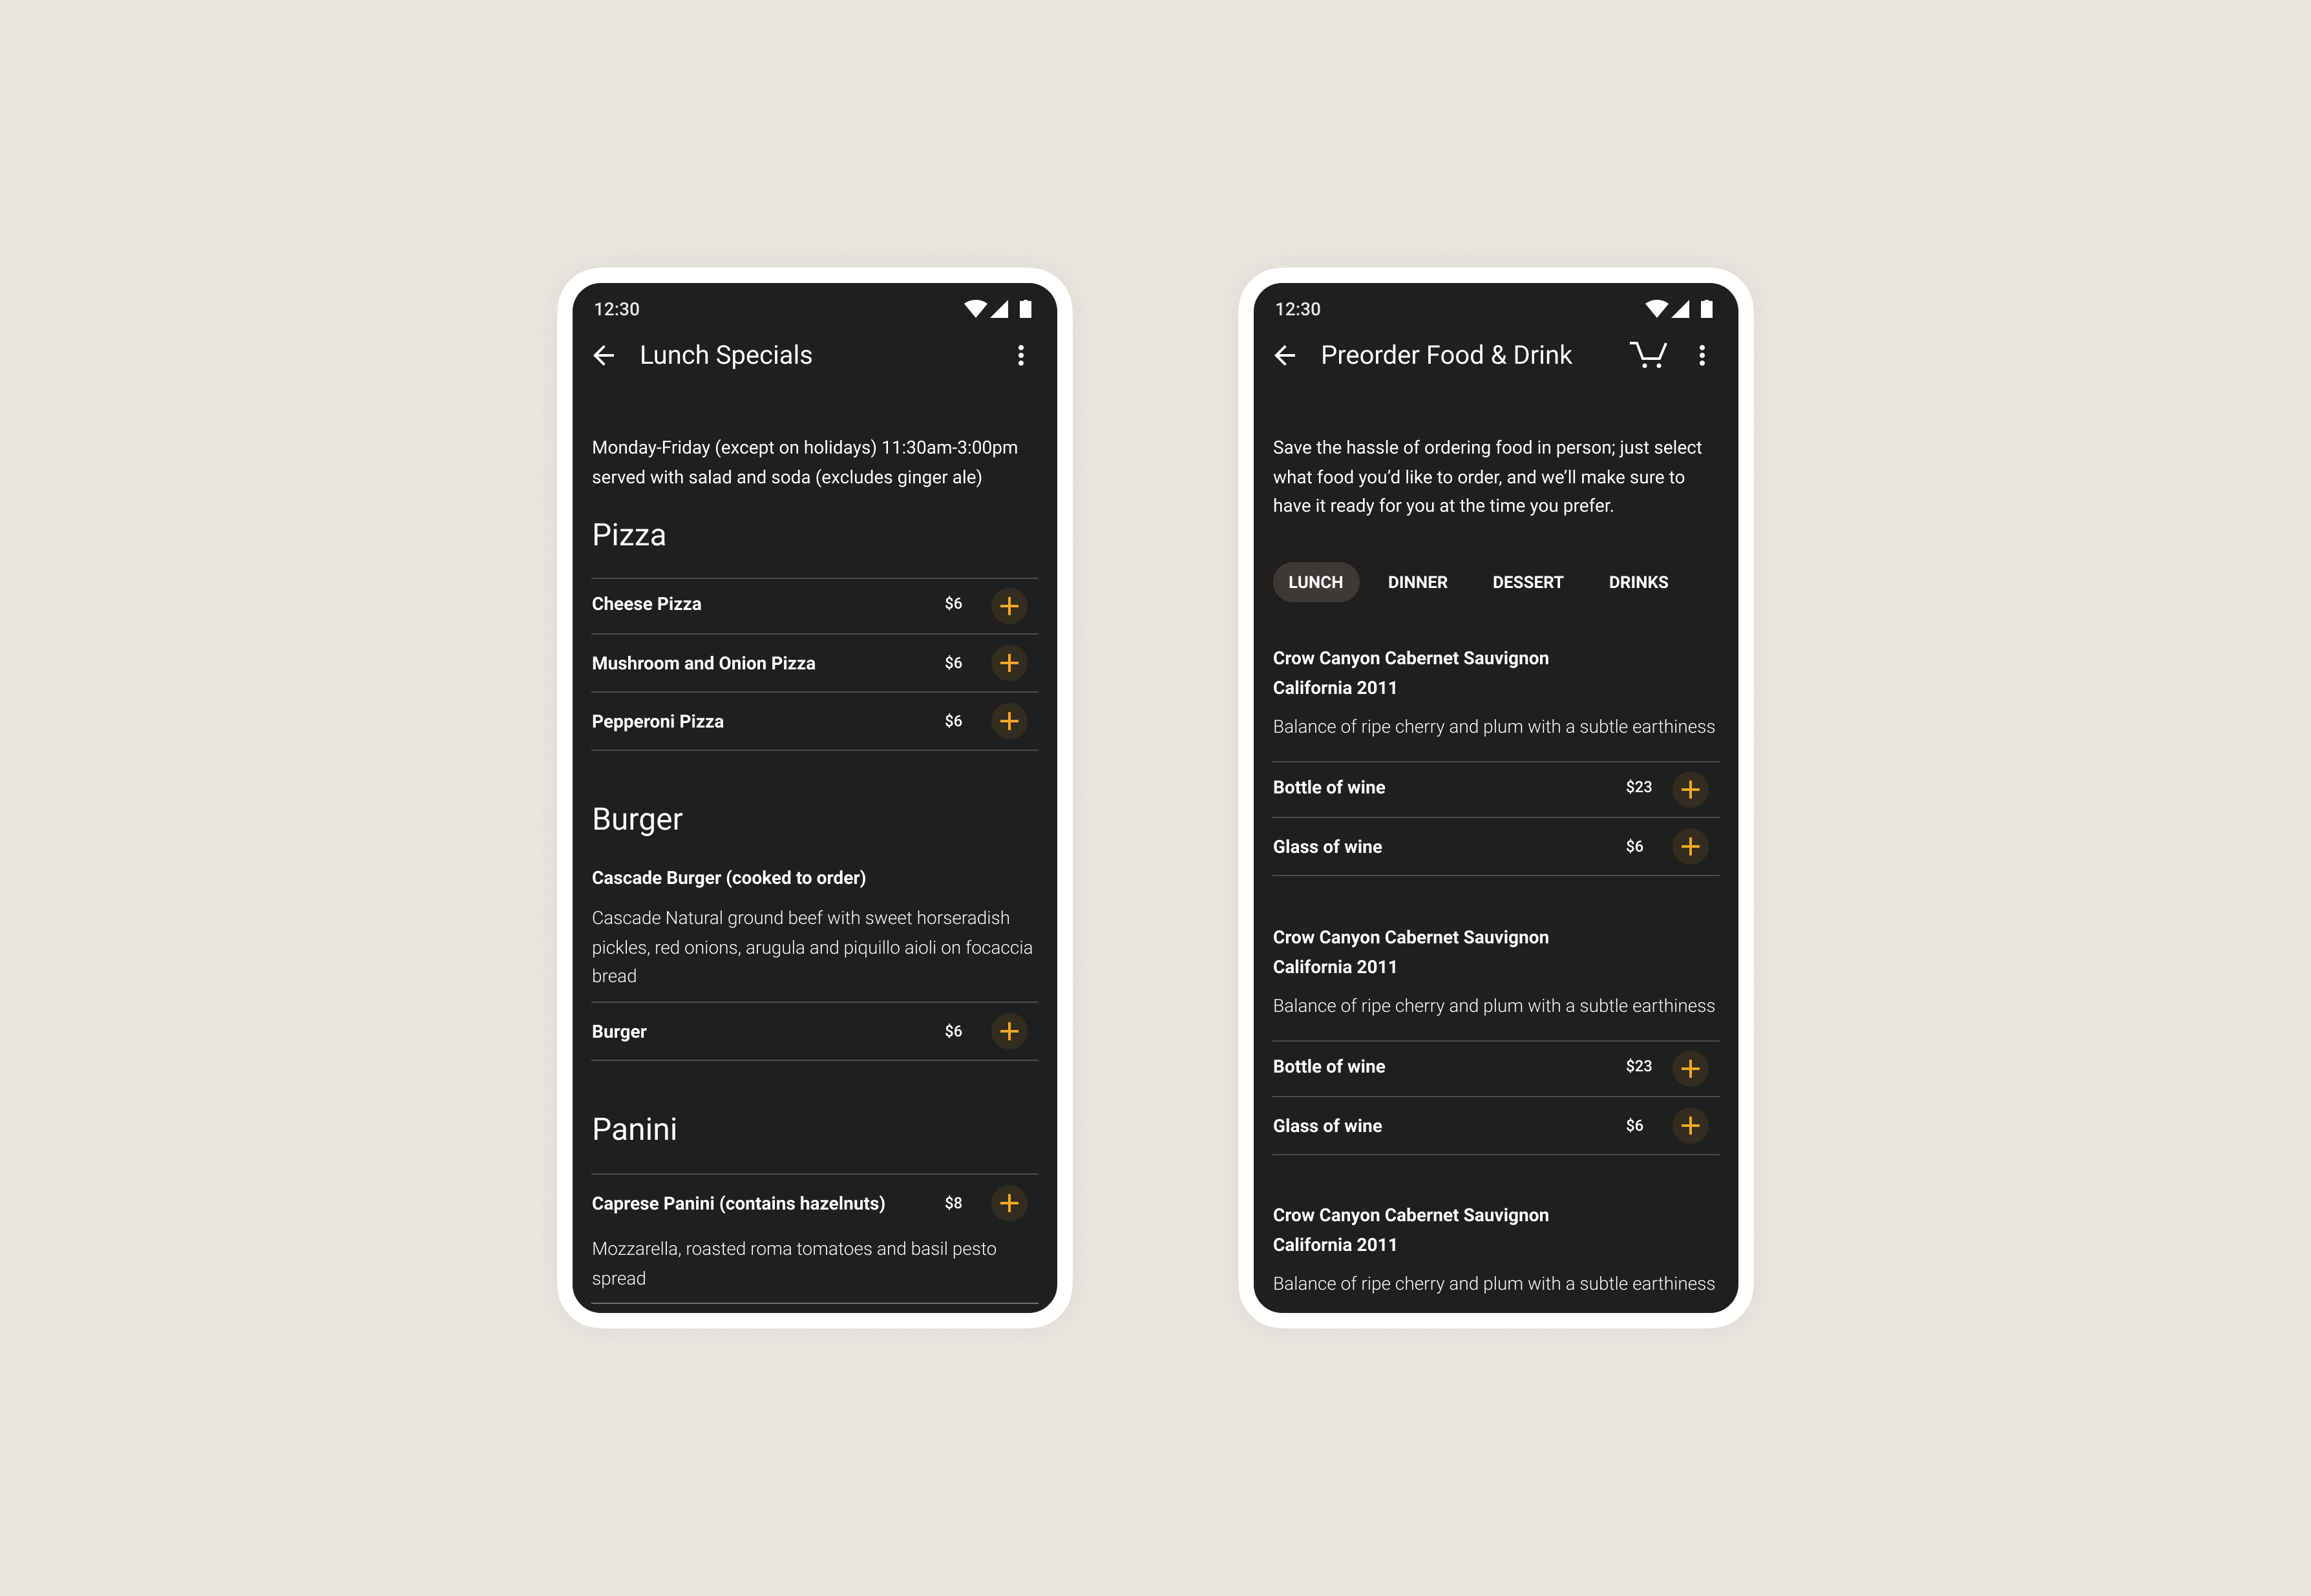 12:30
Lunch Specials
Monday-Friday (except on holidays) 11:30am-3:00pm
served with salad and soda (excludes ginger ale)
Pizza
Cheese Pizza $6
Mushroom and Onion Pizza $6
Pepperoni Pizza $6
Burger
Cascade Burger (cooked to order)
Cascade Natural ground beef with sweet horseradish
pickles, red onions, arugula and piquillo aioli on focaccia
bread
Burger $6
Panini
Caprese Panini (contains hazelnuts) $8
Mozzarella, roasted roma tomatoes and basil pesto
spread
12:30
Preorder Food & Drink
Save the hassle of ordering food in person; just select
what food you’d like to order, and we’ll make sure to
have it ready for you at the time you prefer.
LUNCH DINNER DESSERT DRINKS
Crow Canyon Cabernet Sauvignon
California 2011
Balance of ripe cherry and plum with a subtle earthiness
Bottle of wine $23
Glass of wine $6
Crow Canyon Cabernet Sauvignon
California 2011
Balance of ripe cherry and plum with a subtle earthiness
Bottle of wine $23
Glass of wine $6
Crow Canyon Cabernet Sauvignon
California 2011
Balance of ripe cherry and plum with a subtle earthiness